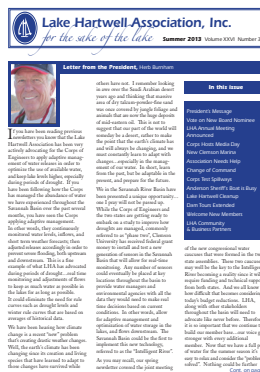 Lake Hartwell Association, Inc.
for the sake of the lake Summer 2013 Volume XXVI Number 3
Letter from the President, Herb Burnham
If you have been reading previous
newsletters you know that the Lake
Hartwell Association has been very
actively advocating for the Corps of
Engineers to apply adaptive manage-
ment of water releases in order to
optimize the use of available water,
and keep lake levels higher, especially
during periods of drought. If you
have been following how the Corps
has managed the abundance of water
we have experienced throughout the
Savannah Basin over the past several
months, you have seen the Corps
applying adaptive management.
In other words, they continuously
monitored water levels, inflows, and
short term weather forecasts; then
adjusted releases accordingly in order to
prevent severe flooding, both upstream
and downstream. This is a fine
example of what LHA has advocated
during periods of drought...real time
monitoring and adjustments of flows
to keep as much water as possible in
the lakes for as long as possible.
It could eliminate the need for rule
curves such as drought levels and
winter rule curves that are based on
averages of historical data.
We have been hearing how climate
change is a recent "new" problem
that's creating drastic weather changes.
Well, the earth's climate has been
changing since its creation and living
species that have learned to adapt to
those changes have survived while
others have not. I remember looking
in awe over the Saudi Arabian desert
years ago and thinking that massive
area of dry talcum-powder-fine-sand
was once covered by jungle foliage and
animals that are now the huge deposits
of mid-eastern oil. This is not to
suggest that our part of the world will
someday be a desert, rather to make
the point that the earth's climate has
and will always be changing, and we
must constantly learn to adapt with
changes...especially in the manage-
ment of our water. In short, learn
from the past, but be adaptable in the
present, and prepare for the future.
We in the Savannah River Basin have
been presented a unique opportunity...
one I pray will not be passed up.
While the Corps of Engineers and
the two states are getting ready to
embark on a study to improve how
droughts are managed, commonly
referred to as "phase two", Clemson
University has received federal grant
money to install and test a new
generation of sensors in the Savannah
Basin that will allow for real-time
monitoring. Any number of sensors
could eventually be placed at key
locations throughout the basin to
provide water managers and
environmental agencies with all the
data they would need to make real
time decisions based on current
conditions. In other words, allow
for adaptive management and
optimization of water storage in the
lakes, and flows downstream. The
Savannah Basin could be the first to
implement this new technology,
referred to as the "Intelligent River".
As you may recall, our spring
newsletter covered the joint meeting
In this issue
President's Message
Vote on New Board Nominee
LHA Annual Meeting
Announced
Corps Hosts Media Day
New Clemson Marina
Association Needs Help
Change of Command
Corps Test Spillways
Anderson Sheriff's Boat is Busy
Lake Hartwell Cleanup
Elem Tours Extended
Welcome New Members
LHA Community
& Business Partners
of the new congressional water
caucuses that were formed in the two
state assemblies. These two caucuses
may well be the key to the Intelligent
River becoming a reality since it will
require funding and technical support
from both states. And we all know
how difficult that becomes considering
today's budget reductions. LHA,
along with other stakeholders
throughout the basin will need to
advocate like never before. Therefore
it is so important that we continue to
build our member base...our voice gets
stronger with every additional
member. Now that we have a full pool
of water for the summer season it's
easy to relax and consider the "problem
solved". Nothing could be further
Cont. on page